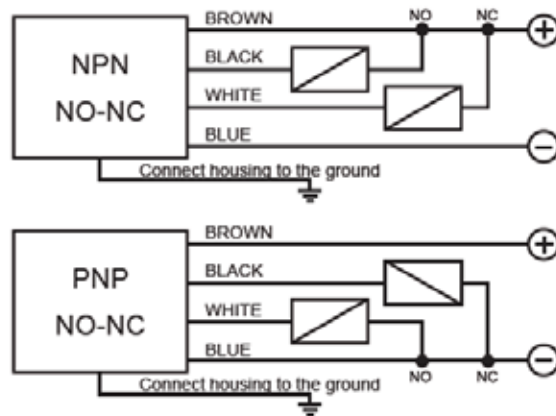 BROWN
NO
NC
+
NPN
NO-NC
BLACK
WHITE
BLUE
−
Connect housing to the ground
BROWN
+
PNP
NO-NC
BLACK
WHITE
BLUE
−
NO
NC
Connect housing to the ground